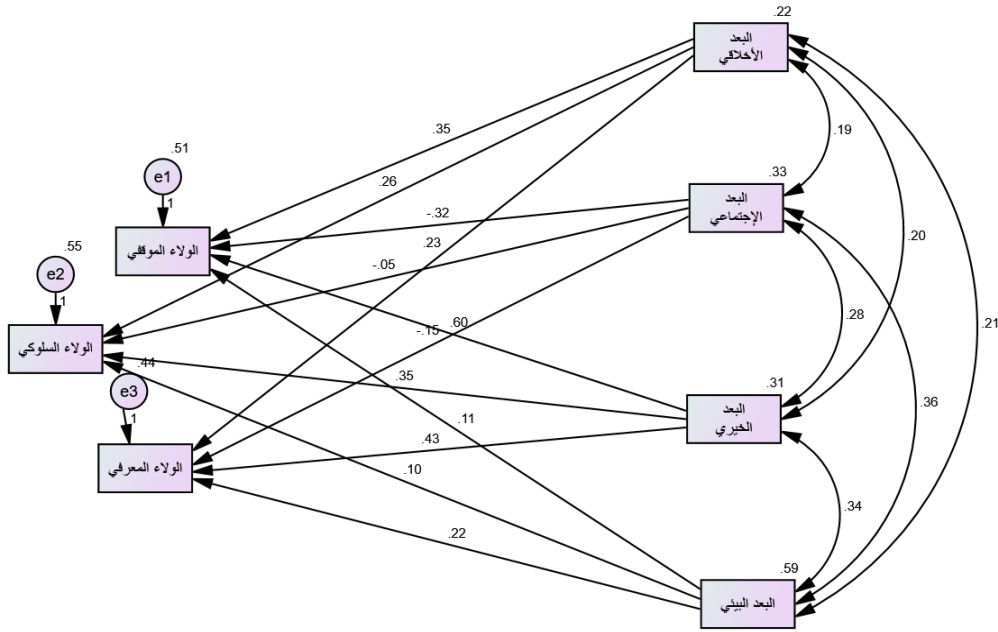 .22
البعد
الأخلاقي
.19
.35
.51
e1
1
.26
.33
البعد
الإجتماعي
-.32
الولاء الموقفي
.23
.20
.55
e2
1
-.05
.28
.21
-.15
.60
الولاء السلوكي
.44
e3
1
.35
.31
البعد
الخيري
.36
.11
.43
الولاء المعرفي
.10
.34
.22
.59
البعد البيئي